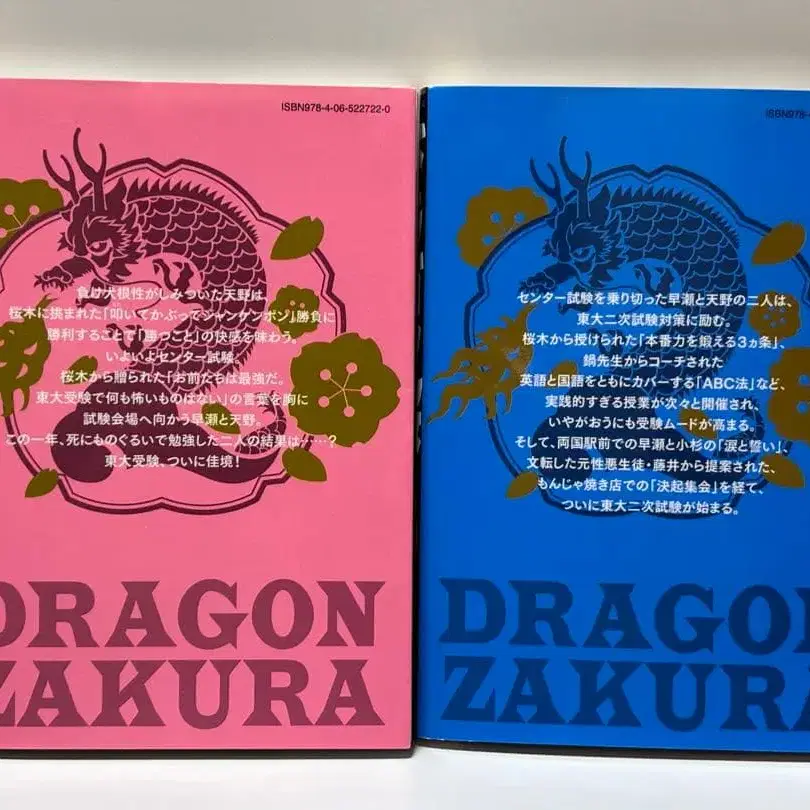 ISBN978-4-06-522722-0
負け犬根性がしみついた天野は、
桜木に挑まれた「叩いてかぶってジャンケンポン」勝負に
勝利することで「勝つこと」の快感を味わう。
いよいよセンター試験。
桜木から贈られた「お前たちは最強だ。
東大受験で何も怖いものはない」の言葉を胸に
試験会場へ向かう早瀬と天野。
この一年、死にものぐるいで勉強した二人の結果は……?
東大受験、ついに佳境!
DRAGON
ZAKURA
ISBN978-4
センター試験を乗り切った早瀬と天野の二人は、
東大二次試験対策に励む。
桜木から授けられた「本番力を鍛える3ヵ条」、
鍋先生からコーチされた
英語と国語をともにカバーする「ABC法」など、
実践的すぎる授業が次々と開催され、
いやがおうにも受験ムードが高まる。
そして、両国駅前での早瀬と小杉の「涙と誓い」、
文転した元性悪生徒・藤井から提案された、
もんじゃ焼き店での「決起集会」を経て、
ついに東大二次試験が始まる。
DRAGON
ZAKURA